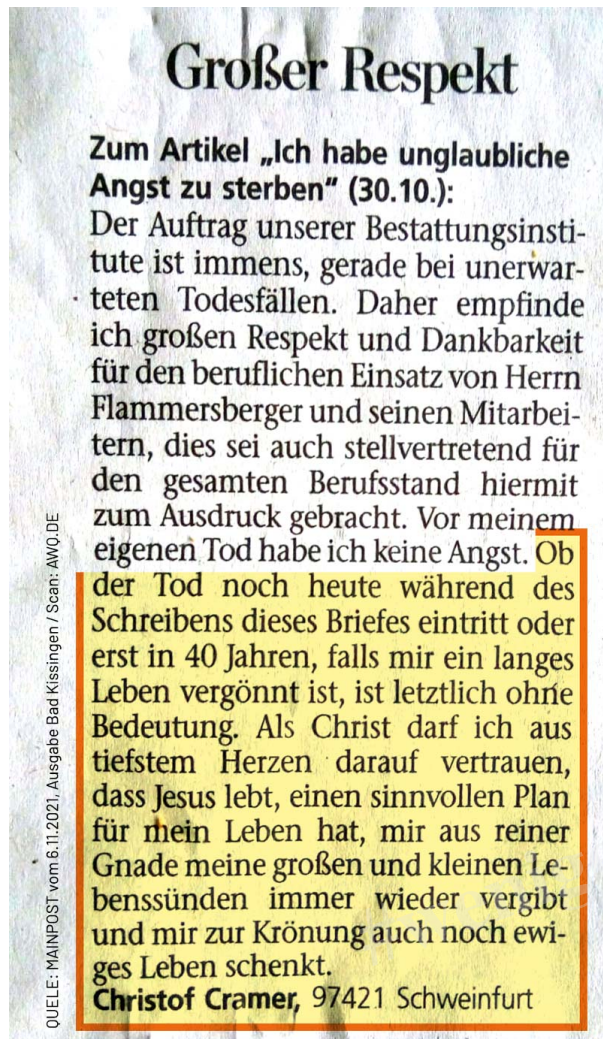 Großer Respekt
Zum Artikel „Ich habe unglaubliche
Angst zu sterben“ (30.10.):
Der Auftrag unserer Bestattungsinsti-
tute ist immens, gerade bei unerwar-
teten Todesfällen. Daher empfinde
ich großen Respekt und Dankbarkeit
für den beruflichen Einsatz von Herrn
Flammersberger und seinen Mitarbei-
tern, dies sei auch stellvertretend für
den gesamten Berufsstand hiermit
zum Ausdruck gebracht. Vor meinem
eigenen Tod habe ich keine Angst. Ob
der Tod noch heute während des
Schreibens dieses Briefes eintritt oder
erst in 40 Jahren, falls mir ein langes
Leben vergönnt ist, ist letztlich ohne
Bedeutung. Als Christ darf ich aus
tiefstem Herzen darauf vertrauen,
dass Jesus lebt, einen sinnvollen Plan
für mein Leben hat, mir aus reiner
Gnade meine großen und kleinen Le-
benssünden immer wieder vergibt
und mir zur Krönung auch noch ewi-
ges Leben schenkt.
Christof Cramer, 97421 Schweinfurt
QUELE: MAINPOST vom 6.11.2021, Ausgabe Bad Kissingen / Scan: AWQ.DE